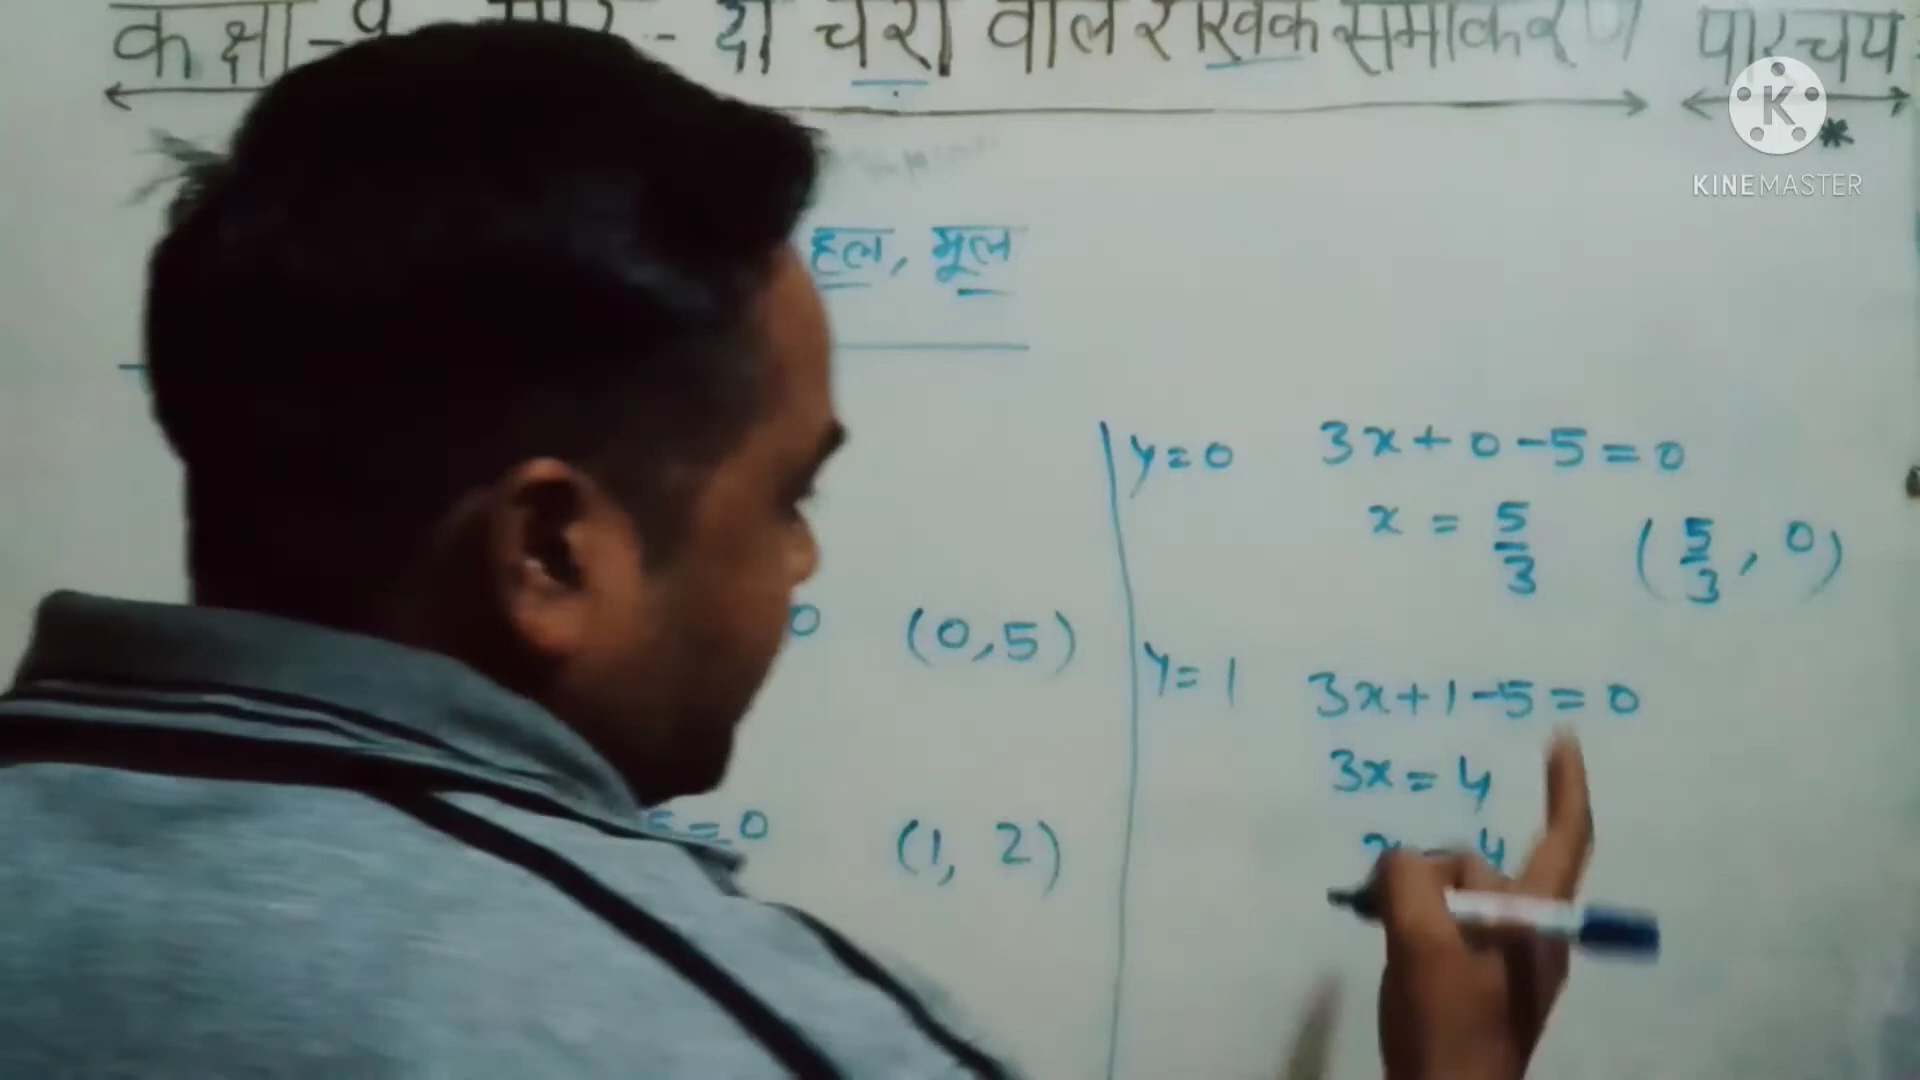 कक्षा - 9 - दो चरों वाले रैखिक समीकरण परिचय
*
KINEMASTER
हल, मूल
y=0 3x+0-5=0
x = 5/3 (5/3, 0)
0 (0,5)
y=1 3x+1-5=0
3x=4
5=0 (1, 2)
x=4